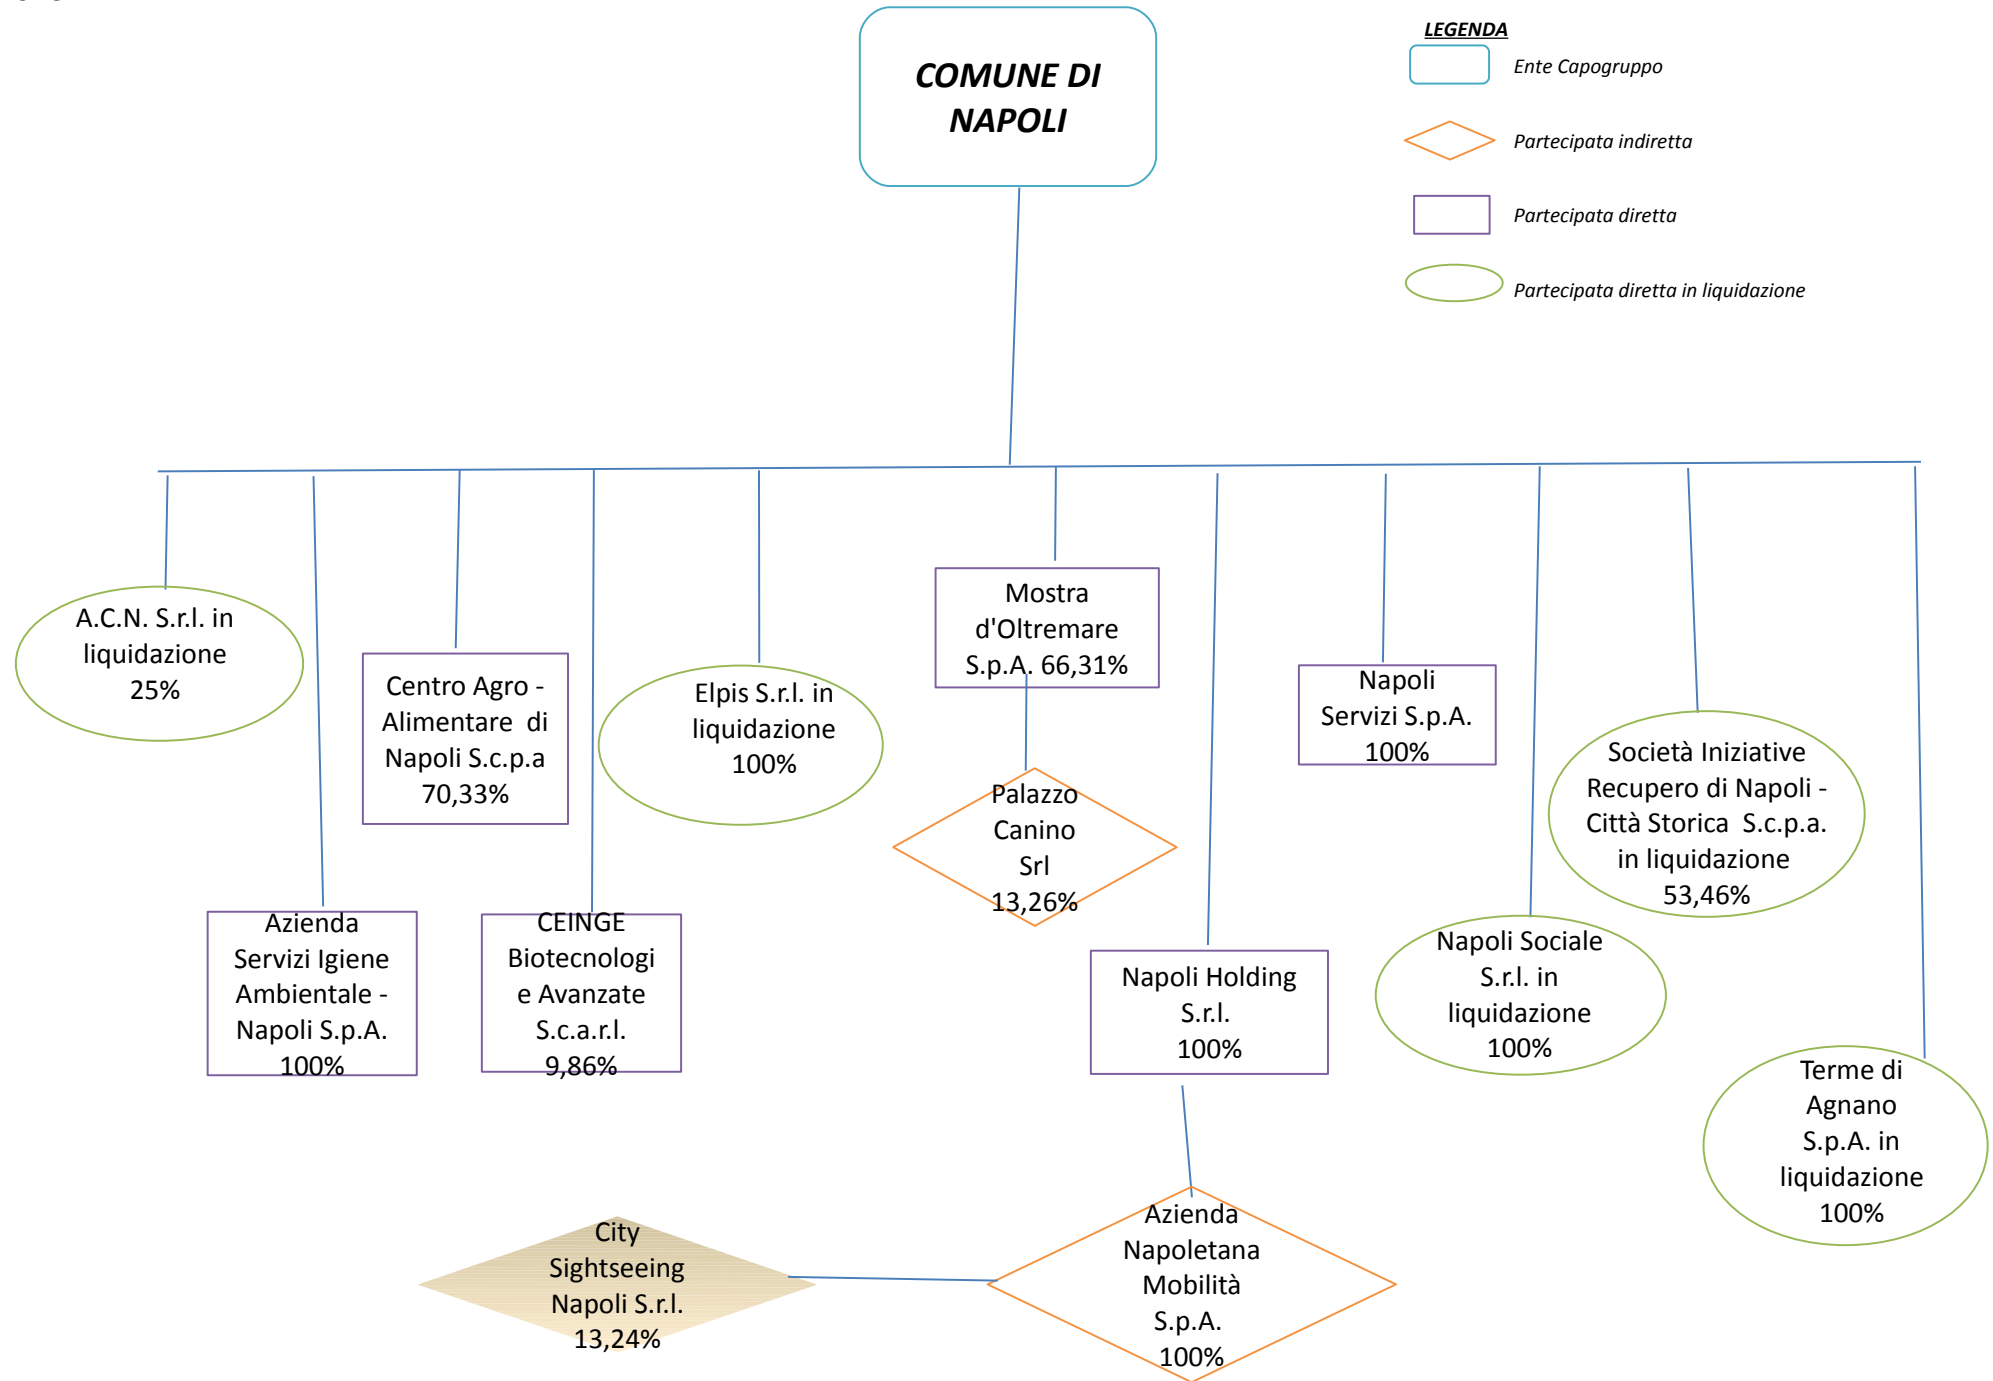 COMUNE DI
NAPOLI
LEGENDA
Ente Capogruppo
Partecipata indiretta
Partecipata diretta
Partecipata diretta in liquidazione
A.C.N. S.r.l. in
liquidazione
25%
Azienda
Servizi Igiene
Ambientale -
Napoli S.p.A.
100%
Centro Agro -
Alimentare di
Napoli S.c.p.a
70,33%
CEINGE
Biotecnologi
e Avanzate
S.c.a.r.l.
9,86%
Elpis S.r.l. in
liquidazione
100%
Mostra
d'Oltremare
S.p.A. 66,31%
Palazzo
Canino
Srl
13,26%
Napoli Holding
S.r.l.
100%
Napoli
Servizi S.p.A.
100%
Napoli Sociale
S.r.l. in
liquidazione
100%
Società Iniziative
Recupero di Napoli -
Città Storica S.c.p.a.
in liquidazione
53,46%
Terme di
Agnano
S.p.A. in
liquidazione
100%
City
Sightseeing
Napoli S.r.l.
13,24%
Azienda
Napoletana
Mobilità
S.p.A.
100%